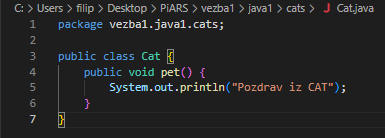 C: > Users > filip > Desktop > PiARS > vezba1 > java1 > cats > Cat.java
1 package vezba1.java1.cats;
2
3 public class Cat {
4 public void pet() {
5 System.out.println("Pozdrav iz CAT");
6 }
7 }